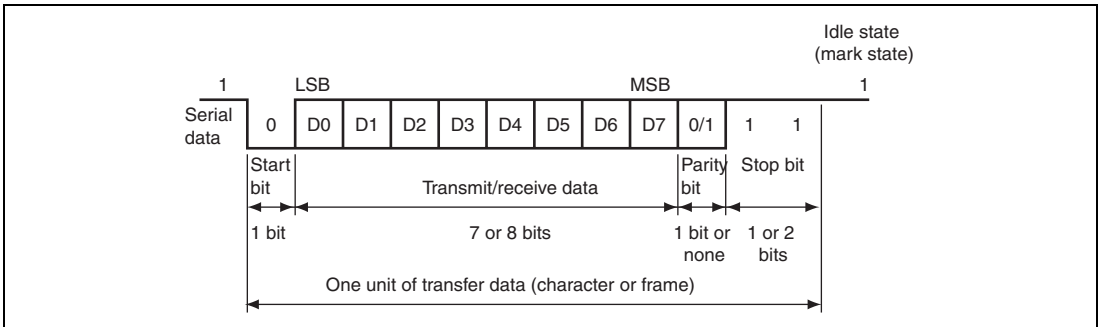 Idle state
(mark state)
1 LSB MSB 1
Serial
data
0 D0 D1 D2 D3 D4 D5 D6 D7 0/1 1 1
Start
bit
Transmit/receive data
Parity
bit
Stop bit
1 bit
7 or 8 bits
1 bit or
none
1 or 2
bits
One unit of transfer data (character or frame)